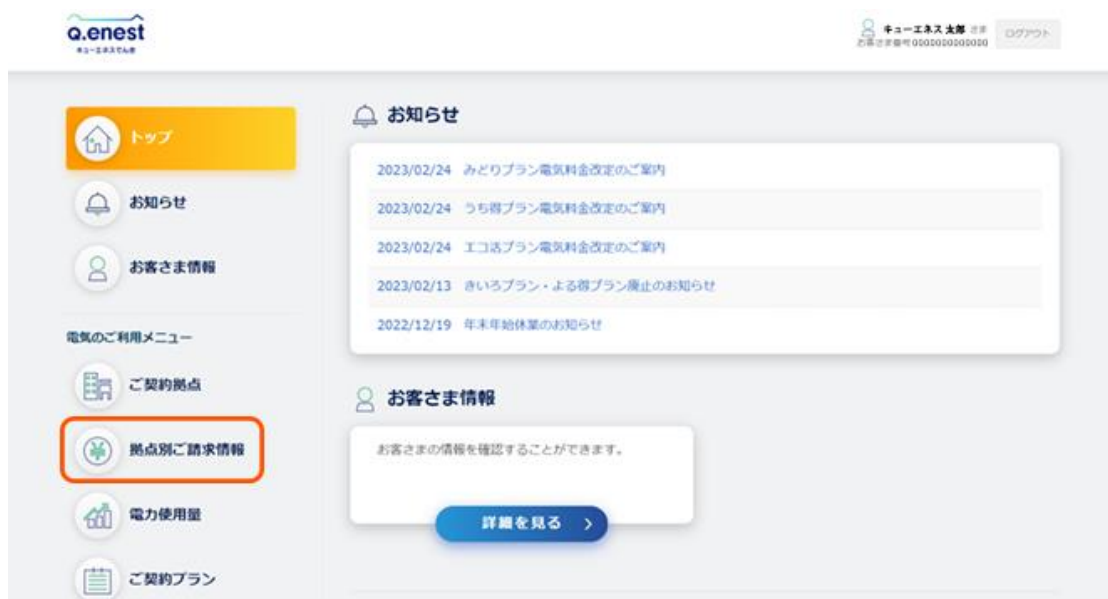 Q.enest
キューエネスでんき
キューエネス 太郎 さま
お客さま番号 0000000000000
ログアウト
トップ
お知らせ
お客さま情報
電気のご利用メニュー
ご契約拠点
拠点別ご請求情報
電力使用量
ご契約プラン
お知らせ
2023/02/24 みどりプラン電気料金改定のご案内
2023/02/24 うち得プラン電気料金改定のご案内
2023/02/24 エコ活プラン電気料金改定のご案内
2023/02/13 きいろプラン・よる得プラン廃止のお知らせ
2022/12/19 年末年始休業のお知らせ
お客さま情報
お客さまの情報を確認することができます。
詳細を見る